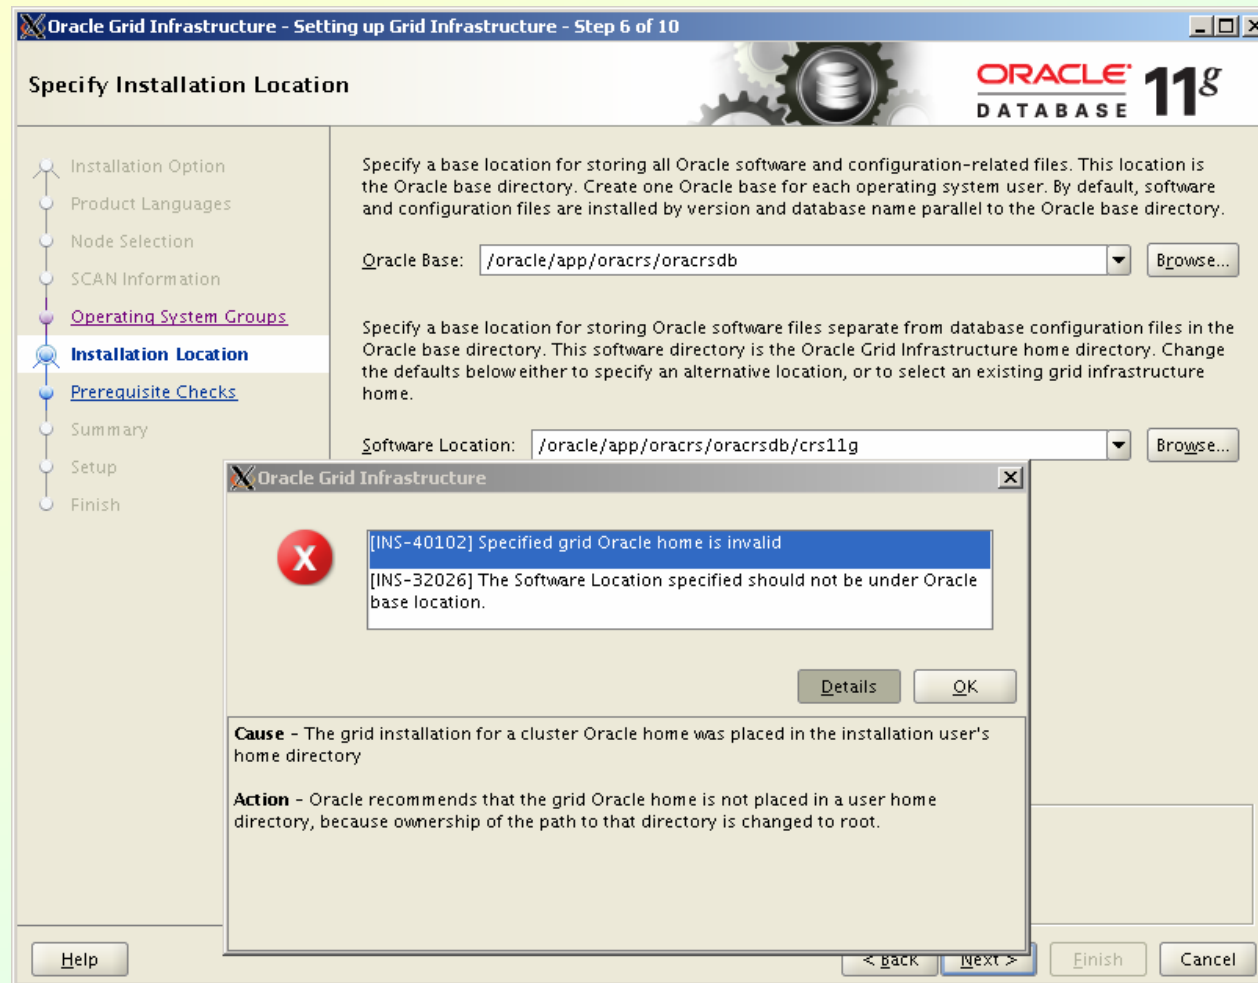 Oracle Grid Infrastructure - Setting up Grid Infrastructure - Step 6 of 10
Specify Installation Location
ORACLE
DATABASE 11g
Installation Option
Product Languages
Node Selection
SCAN Information
Operating System Groups
Installation Location
Prerequisite Checks
Summary
Setup
Finish
Specify a base location for storing all Oracle software and configuration-related files. This location is
the Oracle base directory. Create one Oracle base for each operating system user. By default, software
and configuration files are installed by version and database name parallel to the Oracle base directory.
Oracle Base: /oracle/app/oracrs/oracrsdb Browse...
Specify a base location for storing Oracle software files separate from database configuration files in the
Oracle base directory. This software directory is the Oracle Grid Infrastructure home directory. Change
the defaults below either to specify an alternative location, or to select an existing grid infrastructure
home.
Software Location: /oracle/app/oracrs/oracrsdb/crs11g Browse...
Oracle Grid Infrastructure
[INS-40102] Specified grid Oracle home is invalid
[INS-32026] The Software Location specified should not be under Oracle
base location.
Details OK
Cause - The grid installation for a cluster Oracle home was placed in the installation user's
home directory
Action - Oracle recommends that the grid Oracle home is not placed in a user home
directory, because ownership of the path to that directory is changed to root.
Help < Back Next > Finish Cancel